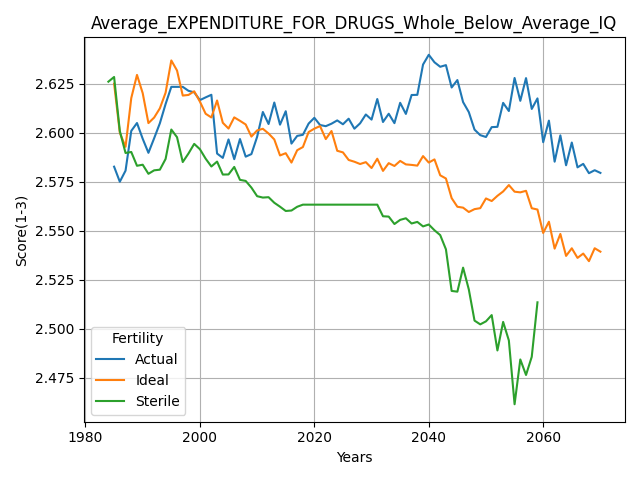 Average_EXPENDITURE_FOR_DRUGS_Whole_Below_Average_IQ
Score(1-3)
2.625
2.600
2.575
2.550
2.525
2.500
2.475
Fertility
Actual
Ideal
Sterile
1980
2000
2020
2040
2060
Years